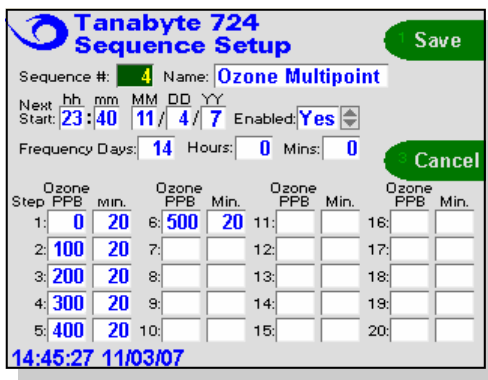 Tanabyte 724
Sequence Setup
1 Save
Sequence #: 4 Name: Ozone Multipoint
hh mm MM DD YY
Next Start: 23:40 11/ 4/ 7 Enabled: Yes
Frequency Days: 14 Hours: 0 Mins: 0
3 Cancel
Ozone Ozone Ozone Ozone
Step PPB Min. PPB Min. PPB Min. PPB Min.
1: 0 20 6: 500 20 11: 16:
2: 100 20 7: 12: 17:
3: 200 20 8: 13: 18:
4: 300 20 9: 14: 19:
5: 400 20 10: 15: 20:
14:45:27 11/03/07